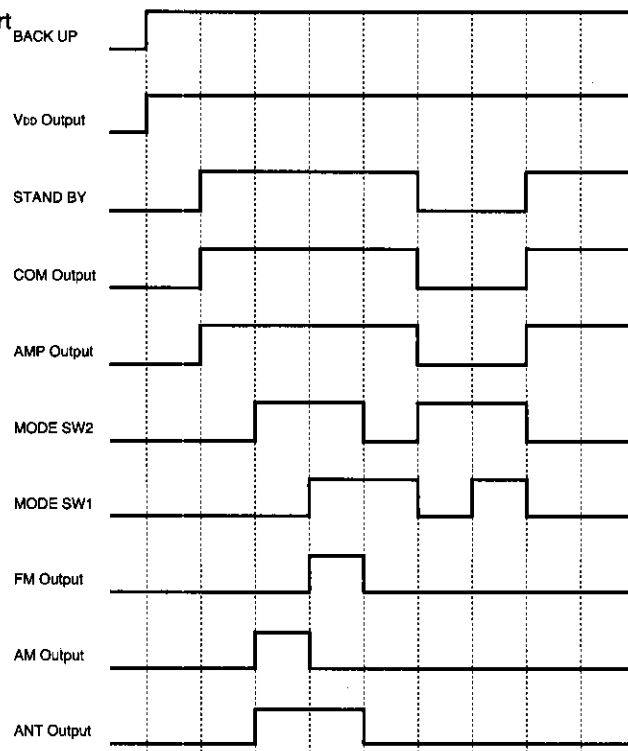 rt
BACK UP
VDD Output
STAND BY
COM Output
AMP Output
MODE SW2
MODE SW1
FM Output
AM Output
ANT Output